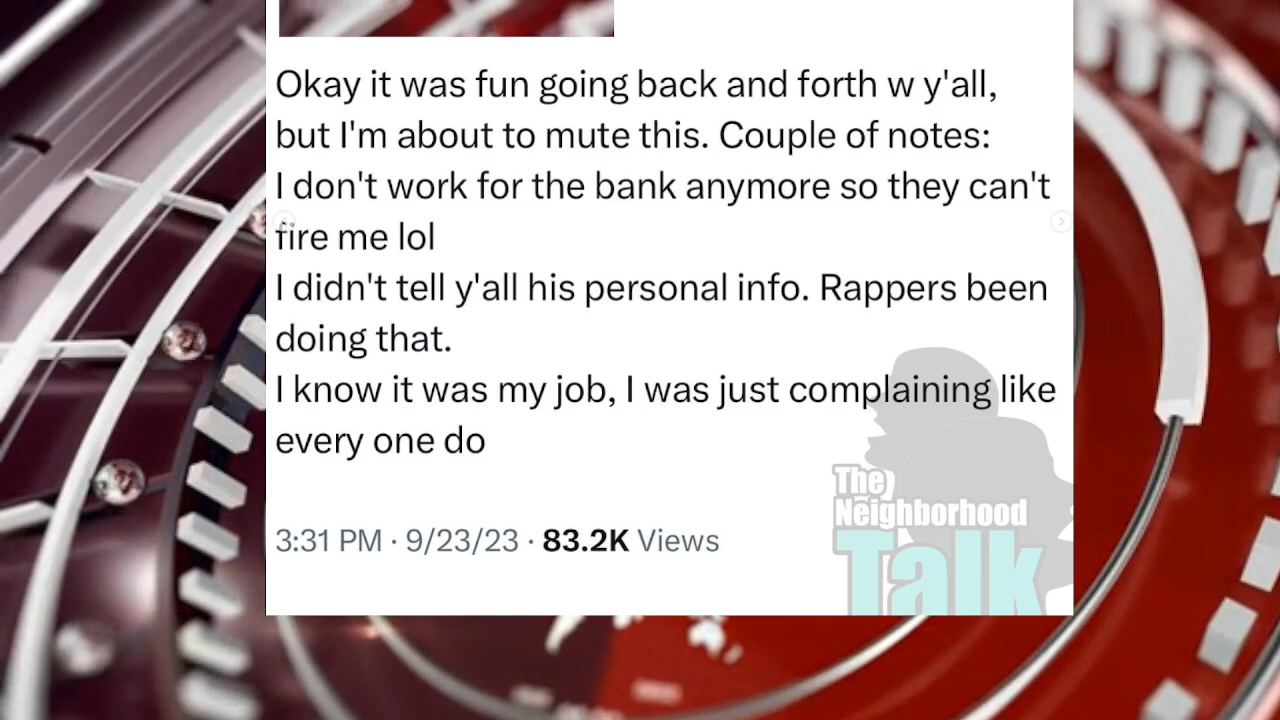 Okay it was fun going back and forth w y'all,
but I'm about to mute this. Couple of notes:
I don't work for the bank anymore so they can't
fire me lol
I didn't tell y'all his personal info. Rappers been
doing that.
I know it was my job, I was just complaining like
every one do
3:31 PM · 9/23/23 · 83.2K Views
The
Neighborhood
Talk